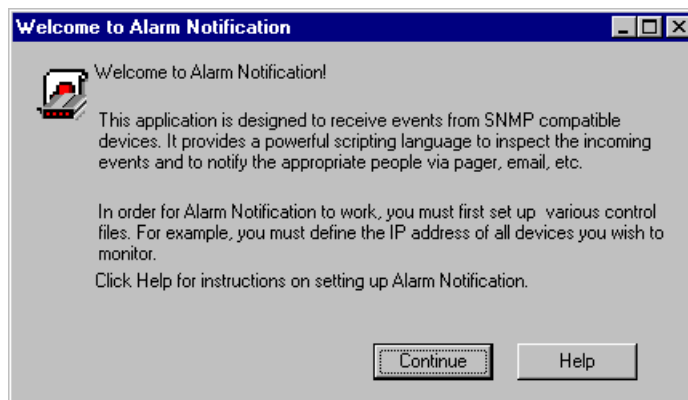 Welcome to Alarm Notification
Welcome to Alarm Notification!
This application is designed to receive events from SNMP compatible
devices. It provides a powerful scripting language to inspect the incoming
events and to notify the appropriate people via pager, email, etc.
In order for Alarm Notification to work, you must first set up  various control
files. For example, you must define the IP address of all devices you wish to
monitor.
Click Help for instructions on setting up Alarm Notification.
Continue
Help